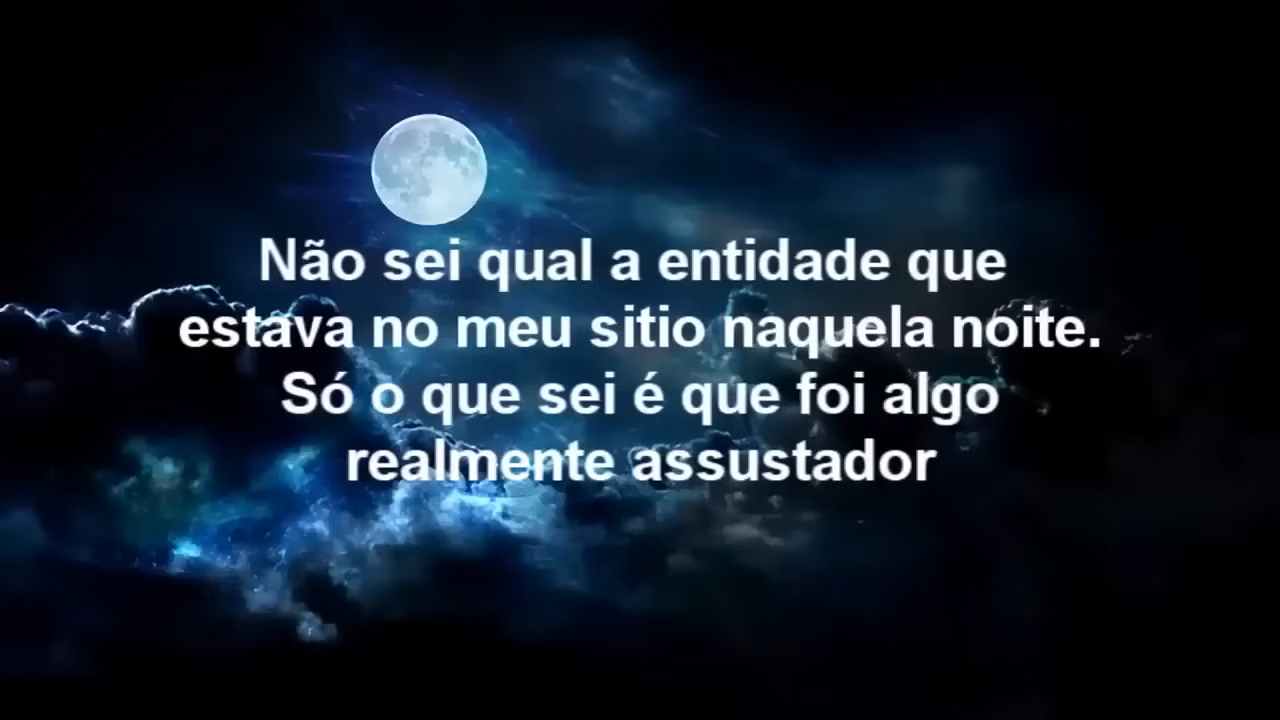 Não sei qual a entidade que
estava no meu sitio naquela noite.
Só o que sei é que foi algo
realmente assustador